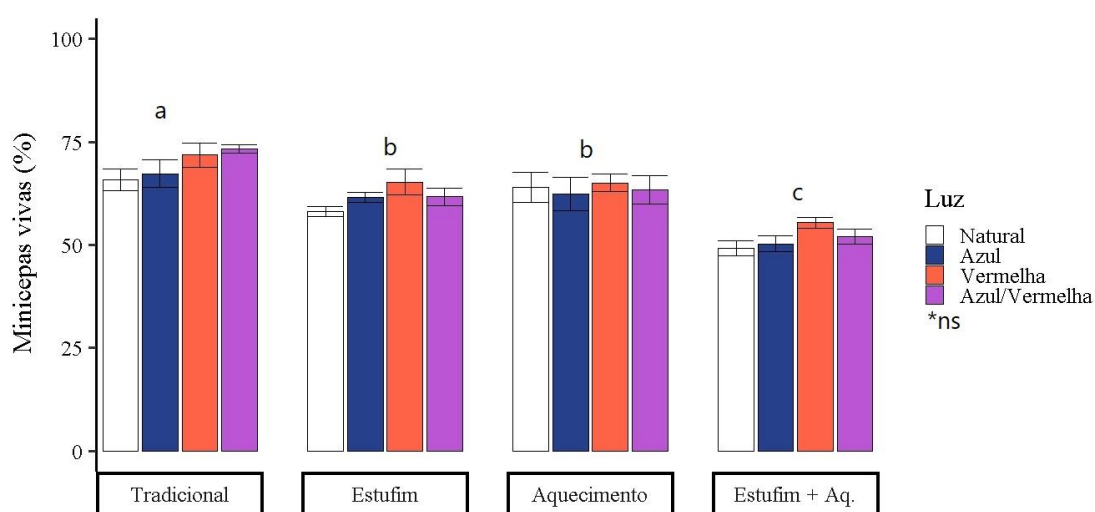 Minicepas vivas (%)
100
75
50
25
0
a
b
b
c
Luz
Natural
Azul
Vermelha
Azul/Vermelha
*ns
Tradicional
Estufim
Aquecimento
Estufim + Aq.